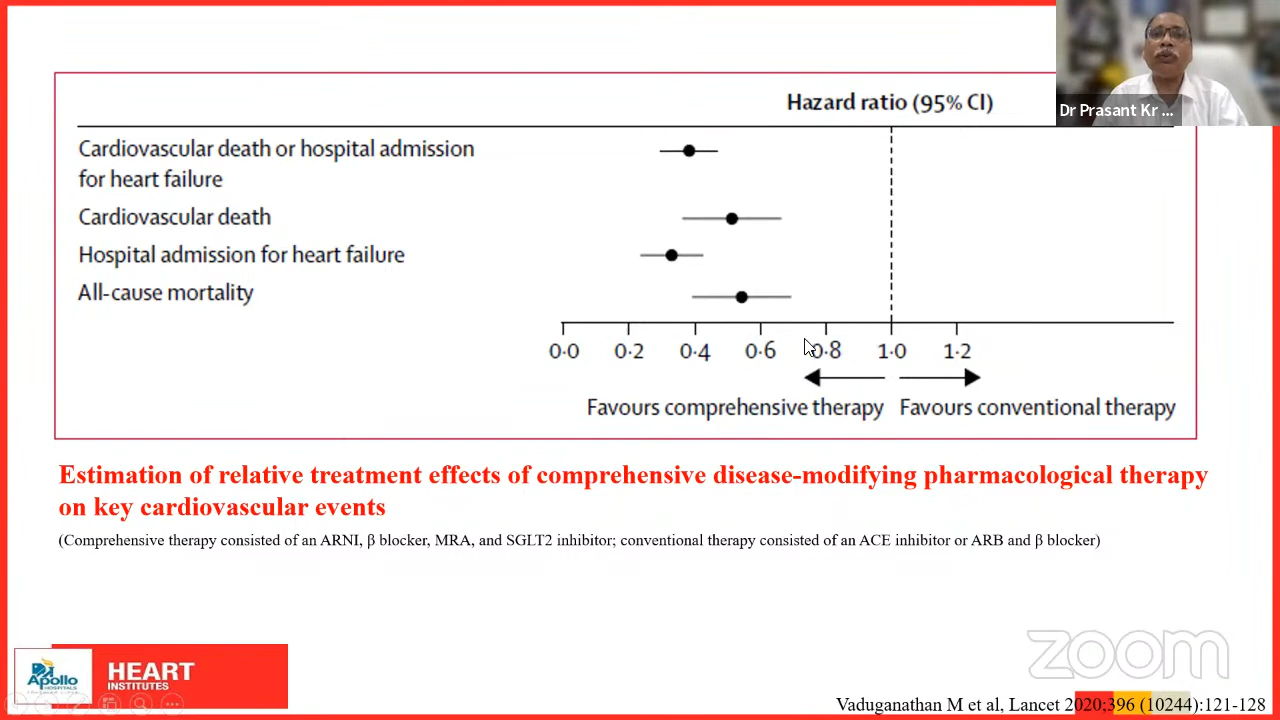 Hazard ratio (95% CI)
Dr Prasant Kr ...
Cardiovascular death or hospital admission
for heart failure
Cardiovascular death
Hospital admission for heart failure
All-cause mortality
0·0 0·2 0·4 0·6 0·8 1·0 1·2
Favours comprehensive therapy Favours conventional therapy
Estimation of relative treatment effects of comprehensive disease-modifying pharmacological therapy
on key cardiovascular events
(Comprehensive therapy consisted of an ARNI, β blocker, MRA, and SGLT2 inhibitor; conventional therapy consisted of an ACE inhibitor or ARB and β blocker)
zoom
Apollo
HOSPITALS
HEART
INSTITUTES
Vaduganathan M et al, Lancet 2020;396 (10244):121-128